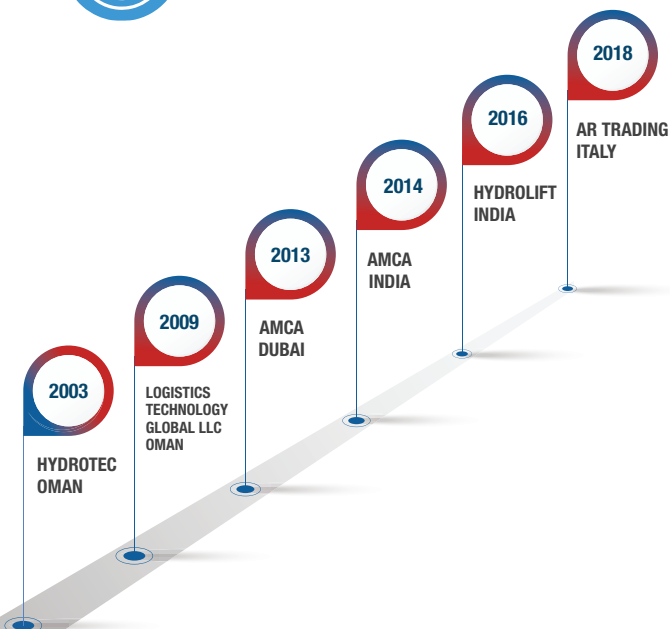 2018
AR TRADING
ITALY
2016
HYDROLIFT
INDIA
2014
AMCA
INDIA
2013
AMCA
DUBAI
2009
LOGISTICS
TECHNOLOGY
GLOBAL LLC
OMAN
2003
HYDROTEC
OMAN